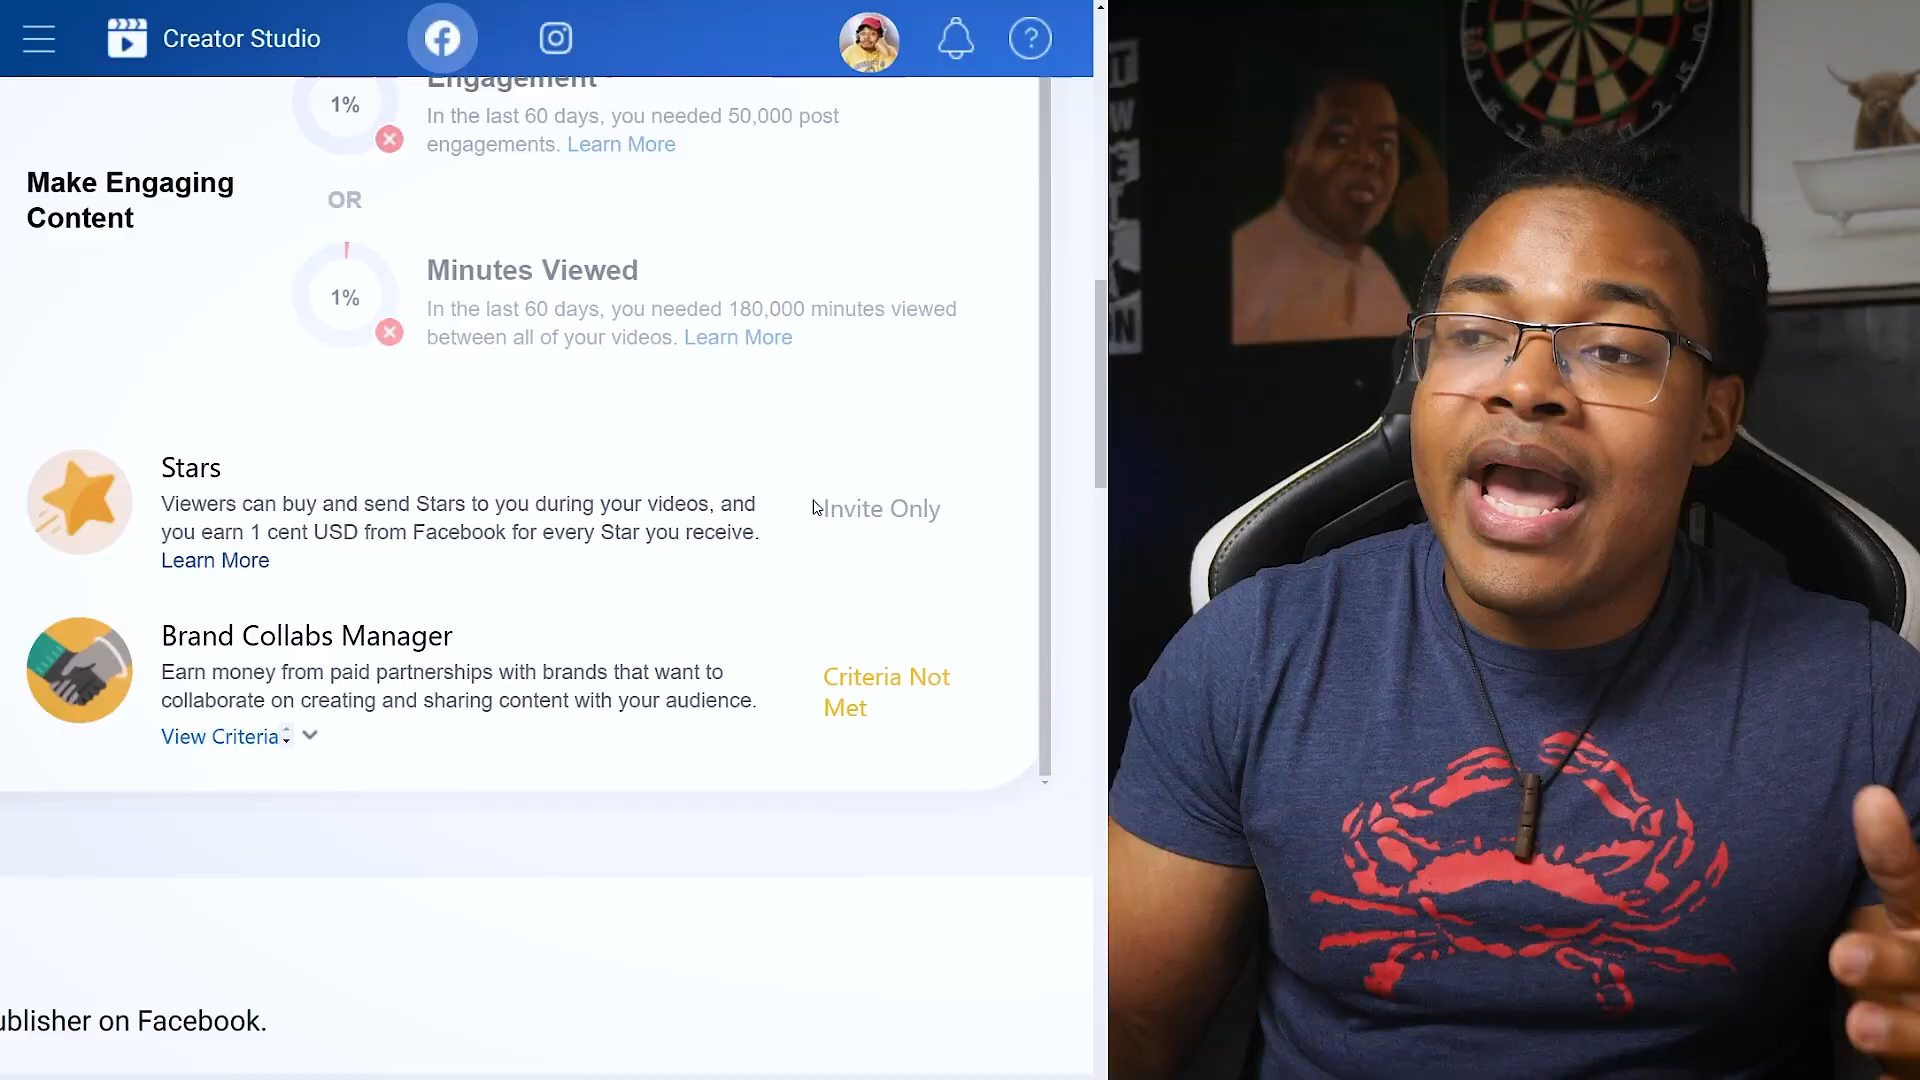 Creator Studio
?
Engagement
1%
In the last 60 days, you needed 50,000 post
engagements. Learn More
Make Engaging
Content
OR
Minutes Viewed
1%
In the last 60 days, you needed 180,000 minutes viewed
between all of your videos. Learn More
Stars
Viewers can buy and send Stars to you during your videos, and
you earn 1 cent USD from Facebook for every Star you receive.
Learn More
Invite Only
Brand Collabs Manager
Earn money from paid partnerships with brands that want to
collaborate on creating and sharing content with your audience.
View Criteria
Criteria Not
Met
ublisher on Facebook.